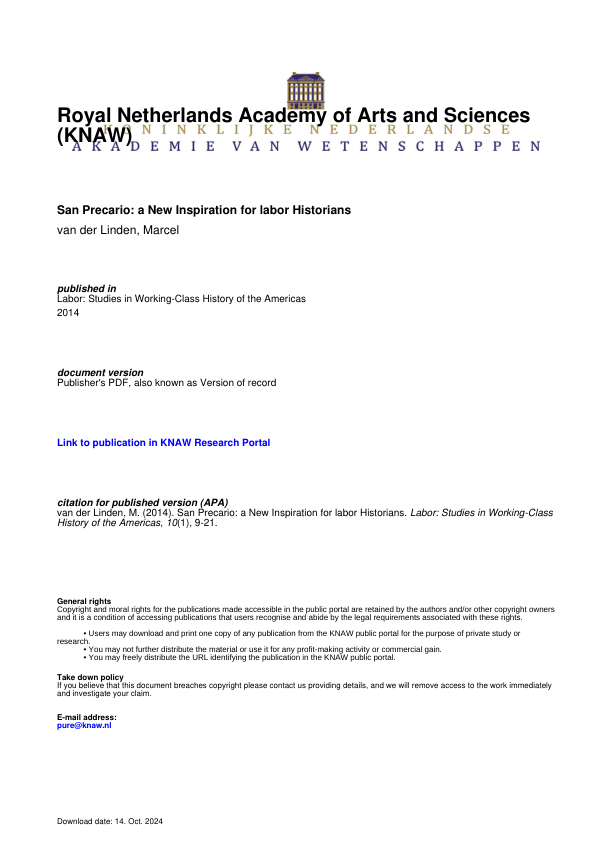 Royal Netherlands Academy of Arts and Sciences
(KNAW)
KONINKLIJKE NEDERLANDSE
AKADEMIE VAN WETENSCHAPPEN
San Precario: a New Inspiration for labor Historians
van der Linden, Marcel
published in
Labor: Studies in Working-Class History of the Americas
2014
document version
Publisher's PDF, also known as Version of record
Link to publication in KNAW Research Portal
citation for published version (APA)
van der Linden, M. (2014). San Precario: a New Inspiration for labor Historians. Labor: Studies in Working-Class
History of the Americas, 10(1), 9-21.
General rights
Copyright and moral rights for the publications made accessible in the public portal are retained by the authors and/or other copyright owners
and it is a condition of accessing publications that users recognise and abide by the legal requirements associated with these rights.
• Users may download and print one copy of any publication from the KNAW public portal for the purpose of private study or
research.
• You may not further distribute the material or use it for any profit-making activity or commercial gain.
• You may freely distribute the URL identifying the publication in the KNAW public portal.
Take down policy
If you believe that this document breaches copyright please contact us providing details, and we will remove access to the work immediately
and investigate your claim.
E-mail address:
pure@knaw.nl
Download date: 14. Oct. 2024